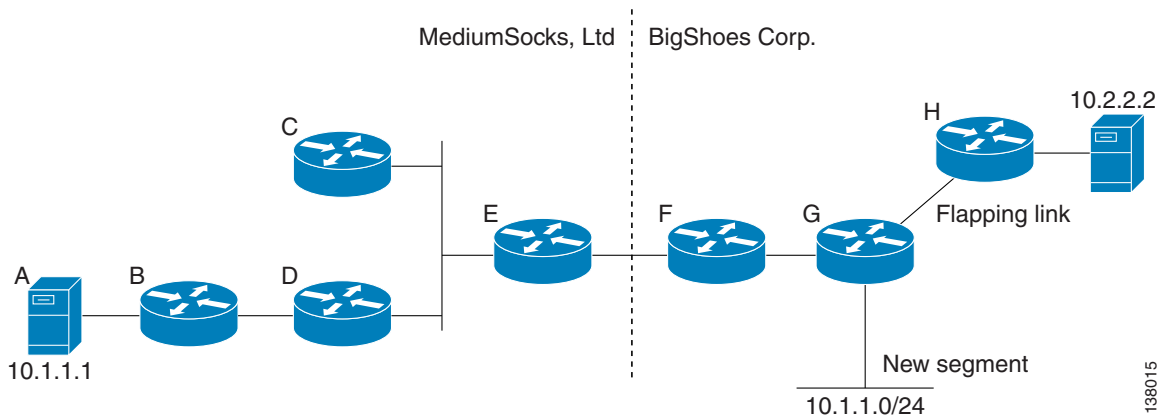 MediumSocks, Ltd
BigShoes Corp.
10.2.2.2
H
C
Flapping link
E
F
G
A
B
D
10.1.1.1
New segment
10.1.1.0/24
138015